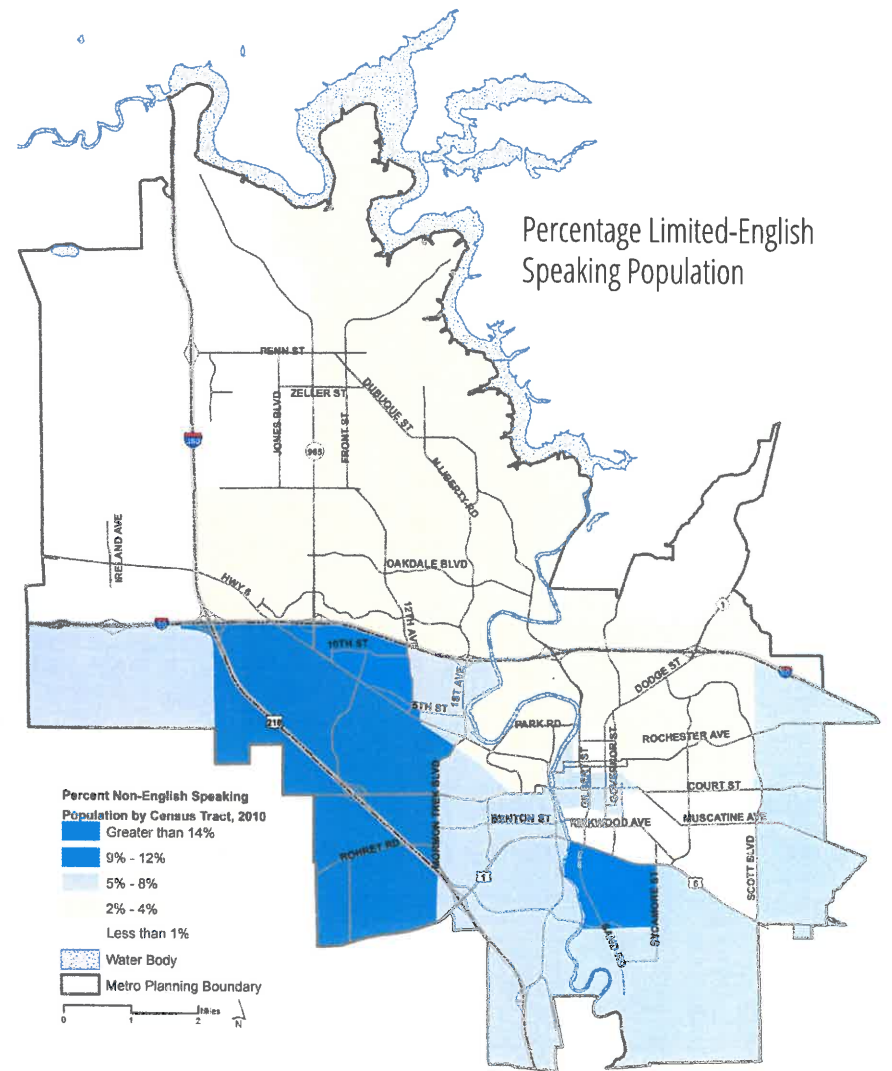 Percentage Limited-English
Speaking Population
PENN ST
ZELLER ST
DUBUQUE ST
JONES BLVD
FRONT ST
965
N LIBERTY RD
IRELAND AVE
OAKDALE BLVD
HWY 6
12TH AVE
1
10TH ST
1ST AVE
DODGE ST
5TH ST
218
PARK RD
ROCHESTER AVE
GILBERT ST
GOVERNOR ST
COURT ST
MORMON TREK BLVD
BENTON ST
KIRKWOOD AVE
MUSCATINE AVE
ROHRET RD
1
6
SCOTT BLVD
SYCAMORE ST
Percent Non-English Speaking
Population by Census Tract, 2010
Greater than 14%
9% - 12%
5% - 8%
2% - 4%
Less than 1%
Water Body
Metro Planning Boundary
Miles
0 1 2
N